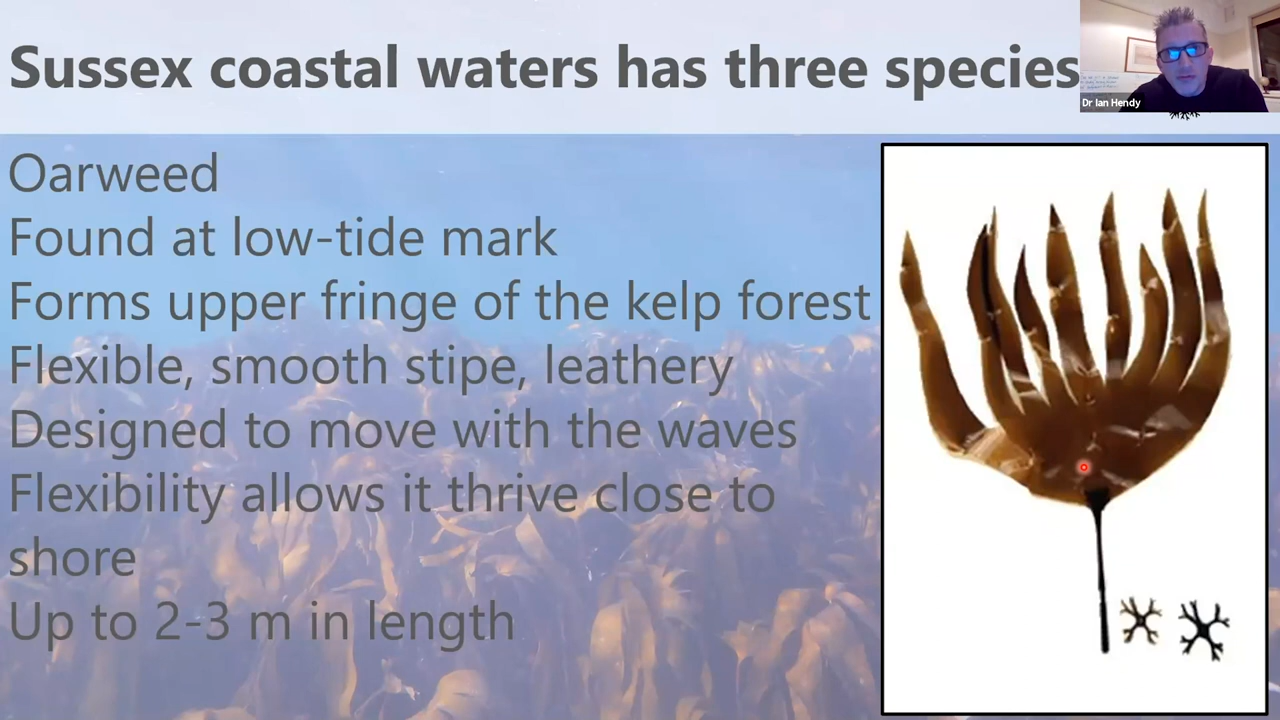 Sussex coastal waters has three species
Dr Ian Hendy
Oarweed
Found at low-tide mark
Forms upper fringe of the kelp forest
Flexible, smooth stipe, leathery
Designed to move with the waves
Flexibility allows it thrive close to
shore
Up to 2-3 m in length